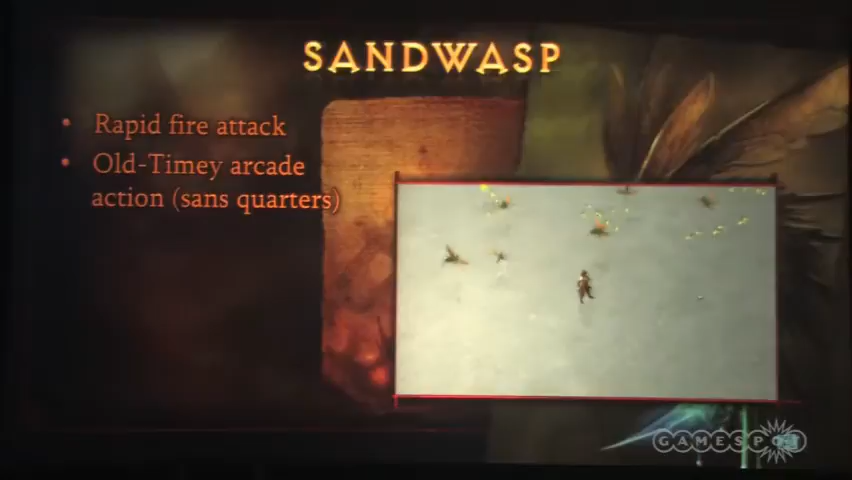 SANDWASP
• Rapid fire attack
• Old-Timey arcade
action (sans quarters)
GAMESPOT